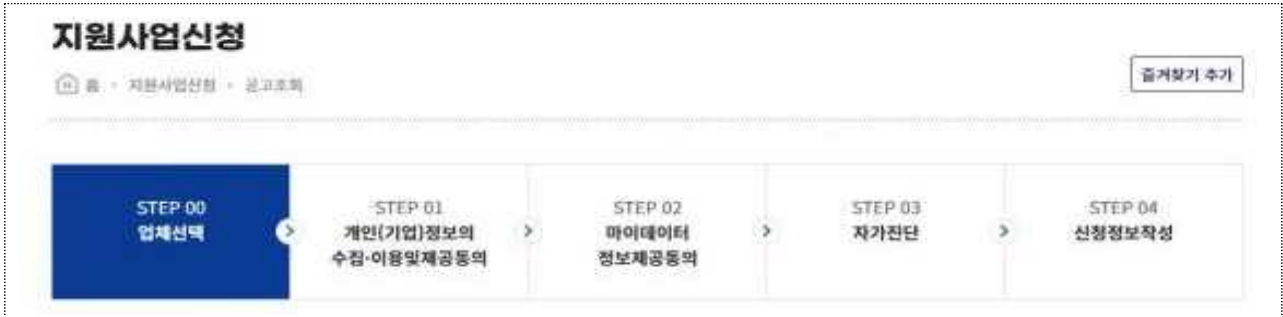 지원사업신청
홈 · 지원사업신청 · 공고조회
즐겨찾기 추가
STEP 00
업체선택
STEP 01
개인(기업)정보의
수집·이용및제공동의
STEP 02
마이데이터
정보제공동의
STEP 03
자가진단
STEP 04
신청정보작성